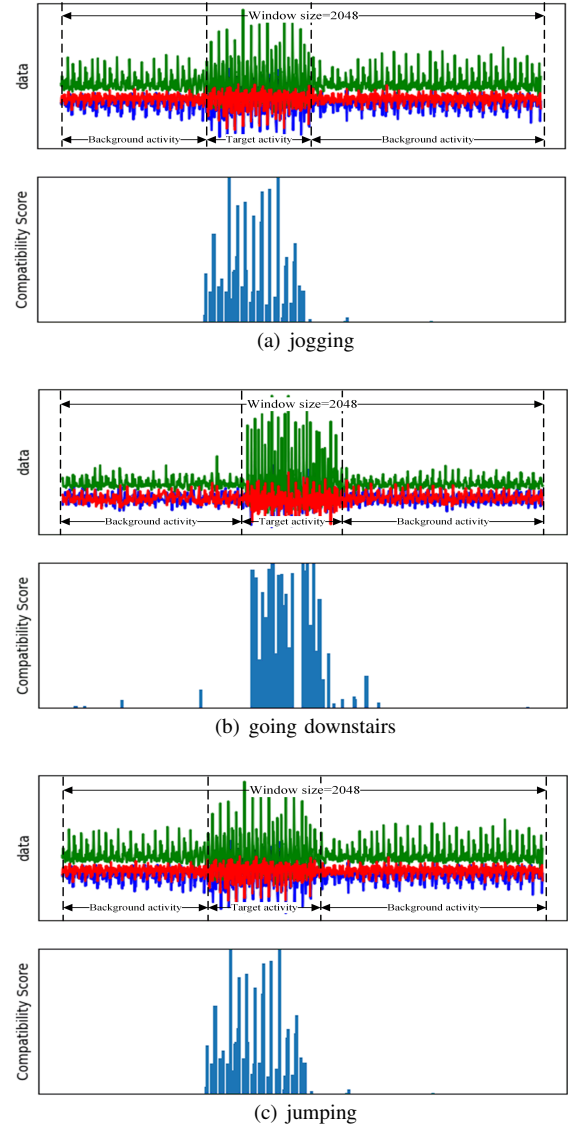 Window size=2048
data
Background activity Target activity Background activity
Compatibility Score
(a) jogging
Window size=2048
data
Background activity Target activity Background activity
Compatibility Score
(b) going downstairs
Window size=2048
data
Background activity Target activity Background activity
Compatibility Score
(c) jumping